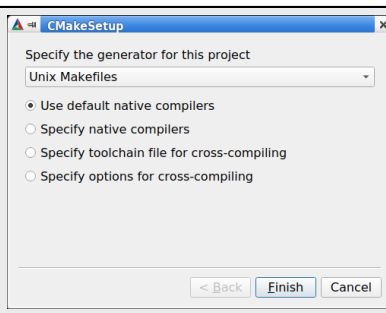 CMakeSetup
Specify the generator for this project
Unix Makefiles
Use default native compilers
Specify native compilers
Specify toolchain file for cross-compiling
Specify options for cross-compiling
< Back Finish Cancel